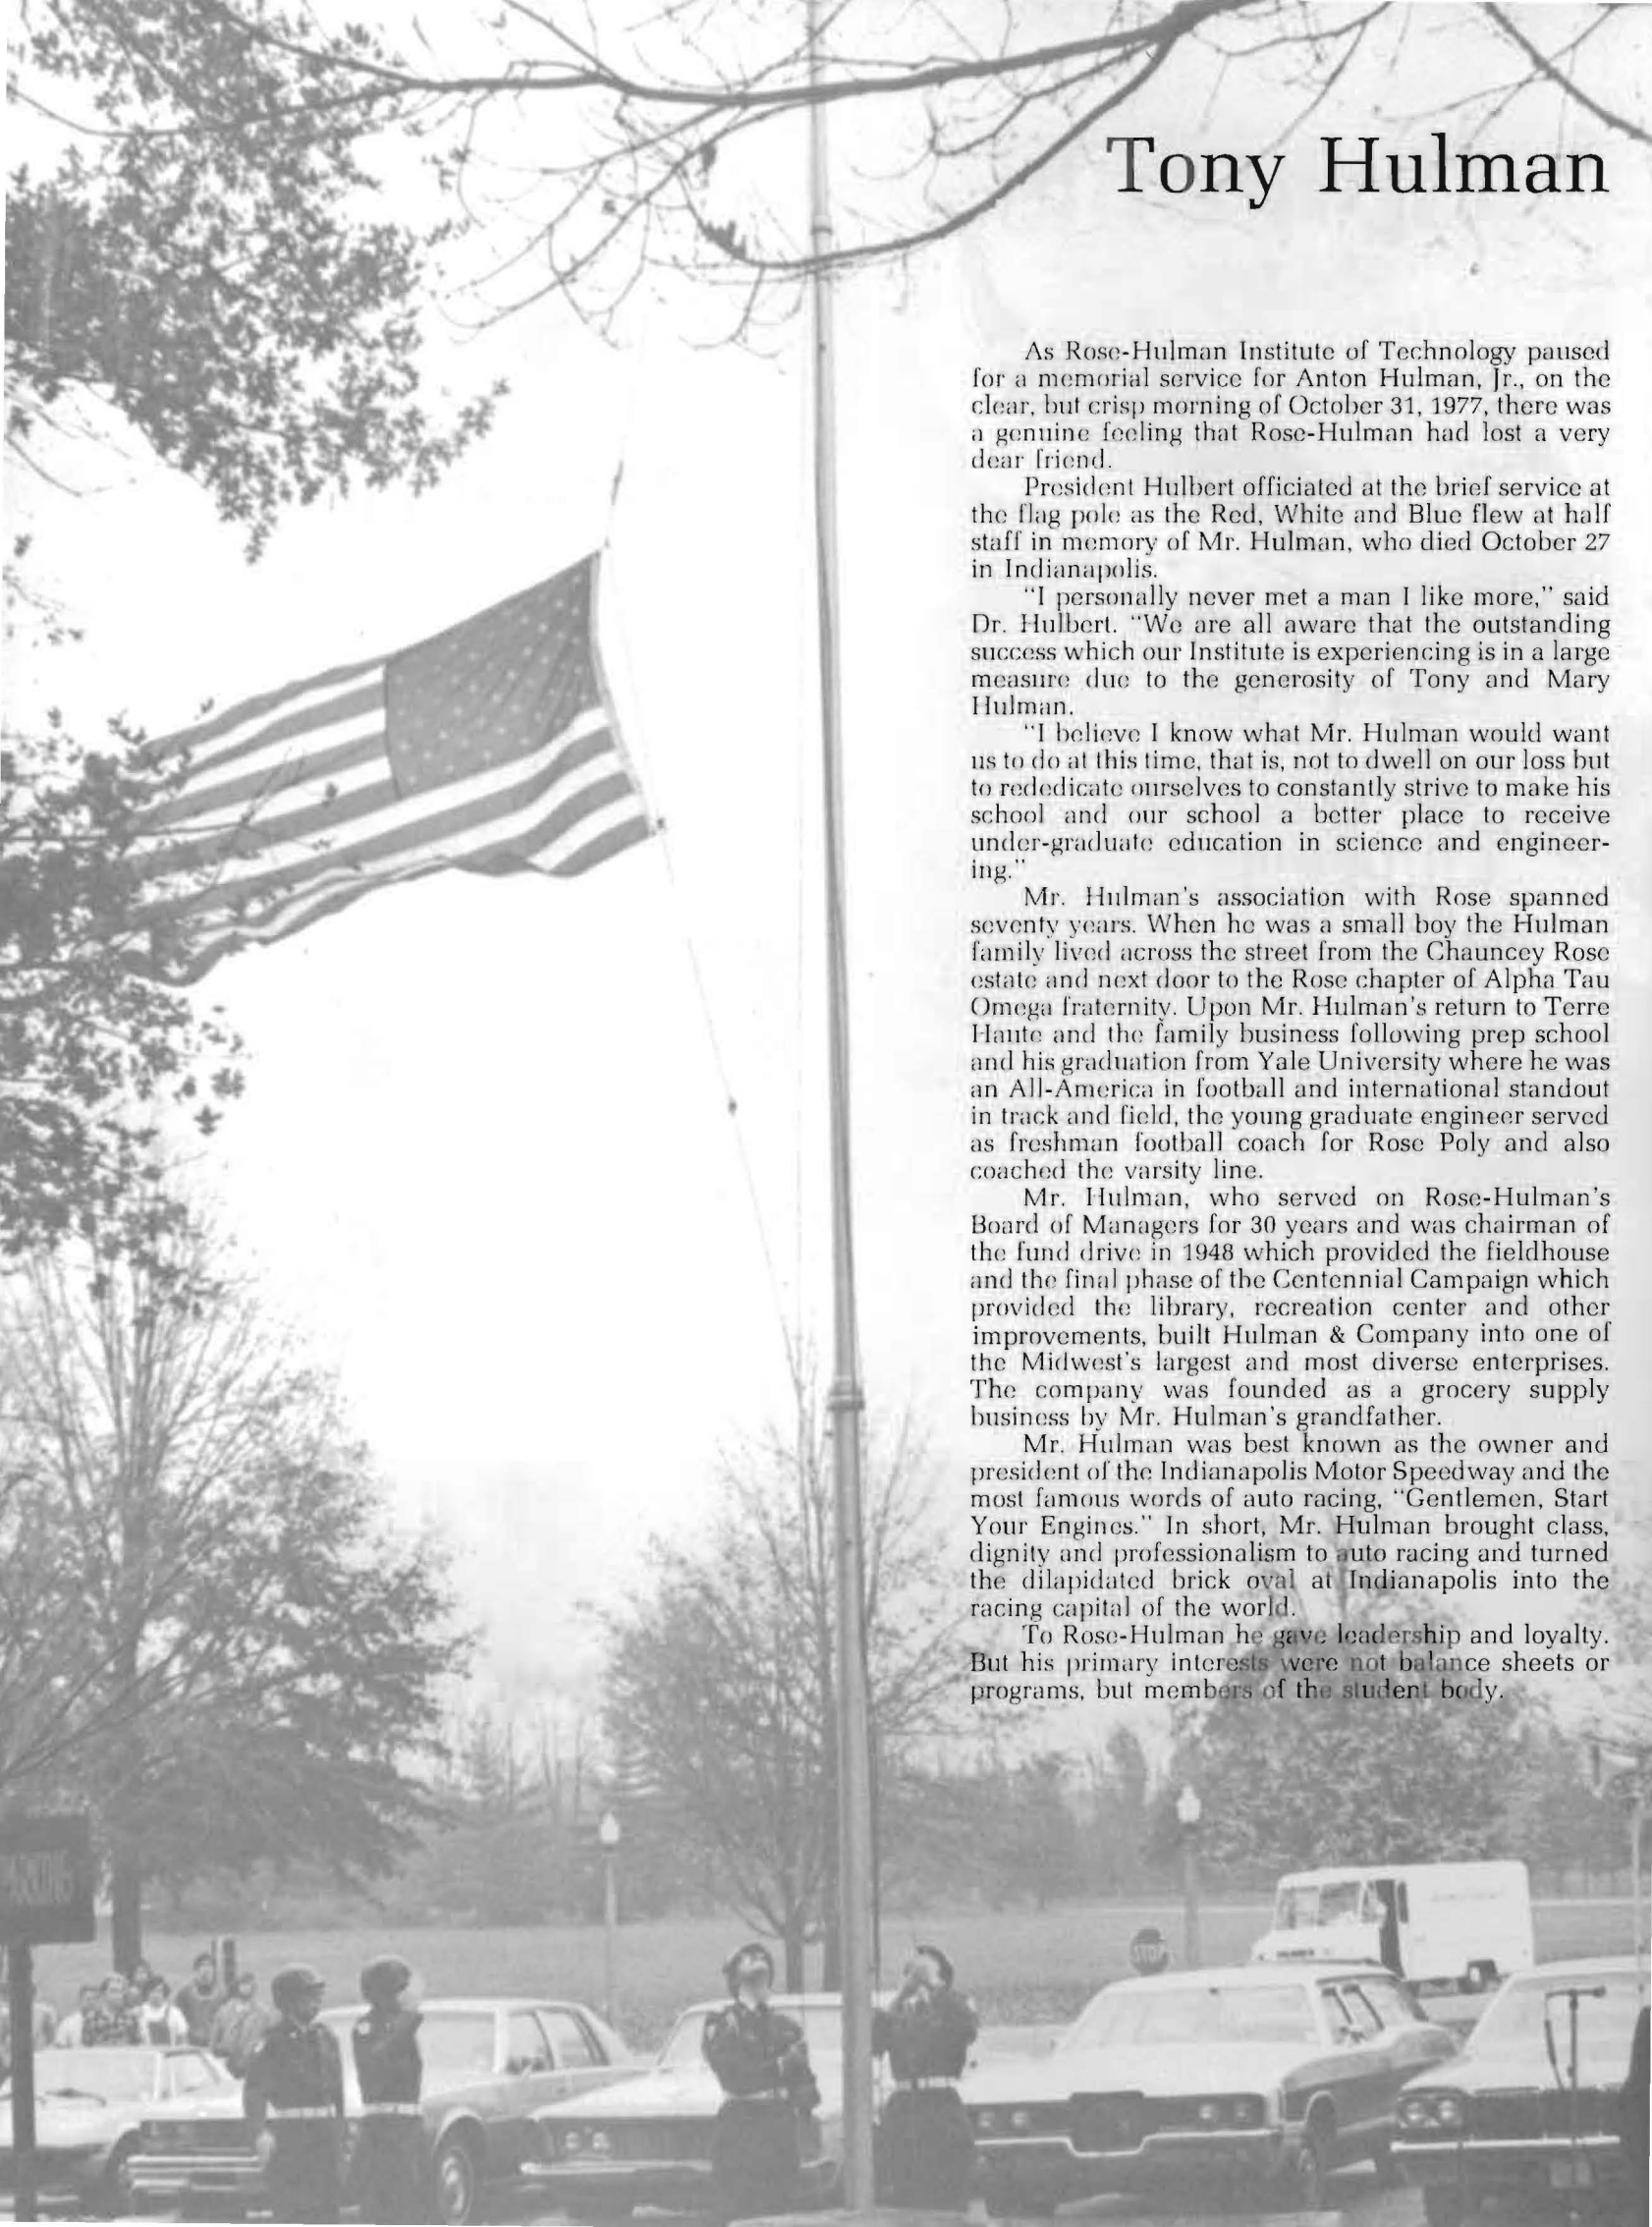 Tony Hulman
As Rose-Hulman Institute of Technology paused
for a memorial service for Anton Hulman, Jr., on the
clear, but crisp morning of October 31, 1977, there was
a genuine feeling that Rose-Hulman had lost a very
dear friend.
President Hulbert officiated at the brief service at
the flag pole as the Red, White and Blue flew at half
staff in memory of Mr. Hulman, who died October 27
in Indianapolis.
"I personally never met a man I like more," said
Dr. Hulbert. "We are all aware that the outstanding
success which our Institute is experiencing is in a large
measure due to the generosity of Tony and Mary
Hulman.
"I believe I know what Mr. Hulman would want
us to do at this time, that is, not to dwell on our loss but
to rededicate ourselves to constantly strive to make his
school and our school a better place to receive
under-graduate education in science and engineer-
ing."
Mr. Hulman's association with Rose spanned
seventy years. When he was a small boy the Hulman
family lived across the street from the Chauncey Rose
estate and next door to the Rose chapter of Alpha Tau
Omega fraternity. Upon Mr. Hulman's return to Terre
Haute and the family business following prep school
and his graduation from Yale University where he was
an All-America in football and international standout
in track and field, the young graduate engineer served
as freshman football coach for Rose Poly and also
coached the varsity line.
Mr. Hulman, who served on Rose-Hulman's
Board of Managers for 30 years and was chairman of
the fund drive in 1948 which provided the fieldhouse
and the final phase of the Centennial Campaign which
provided the library, recreation center and other
improvements, built Hulman & Company into one of
the Midwest's largest and most diverse enterprises.
The company was founded as a grocery supply
business by Mr. Hulman's grandfather.
Mr. Hulman was best known as the owner and
president of the Indianapolis Motor Speedway and the
most famous words of auto racing, "Gentlemen, Start
Your Engines." In short, Mr. Hulman brought class,
dignity and professionalism to auto racing and turned
the dilapidated brick oval at Indianapolis into the
racing capital of the world.
To Rose-Hulman he gave leadership and loyalty.
But his primary interests were not balance sheets or
programs, but members of the student body.
STOP